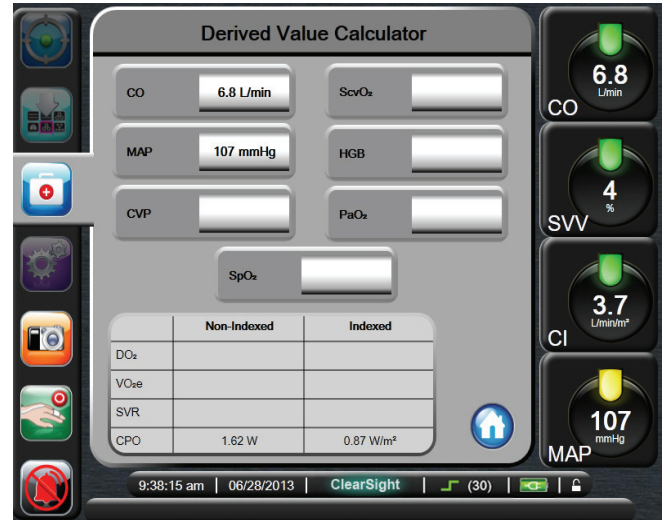 Derived Value Calculator
CO 6.8 L/min ScvO₂
MAP 107 mmHg HGB
CVP PaO₂
SpO₂
Non-Indexed Indexed
DO₂
VO₂e
SVR
CPO 1.62 W 0.87 W/m²
6.8
L/min
CO
4
%
SVV
3.7
L/min/m²
CI
107
mmHg
MAP
9:38:15 am | 06/28/2013 | ClearSight | (30) |